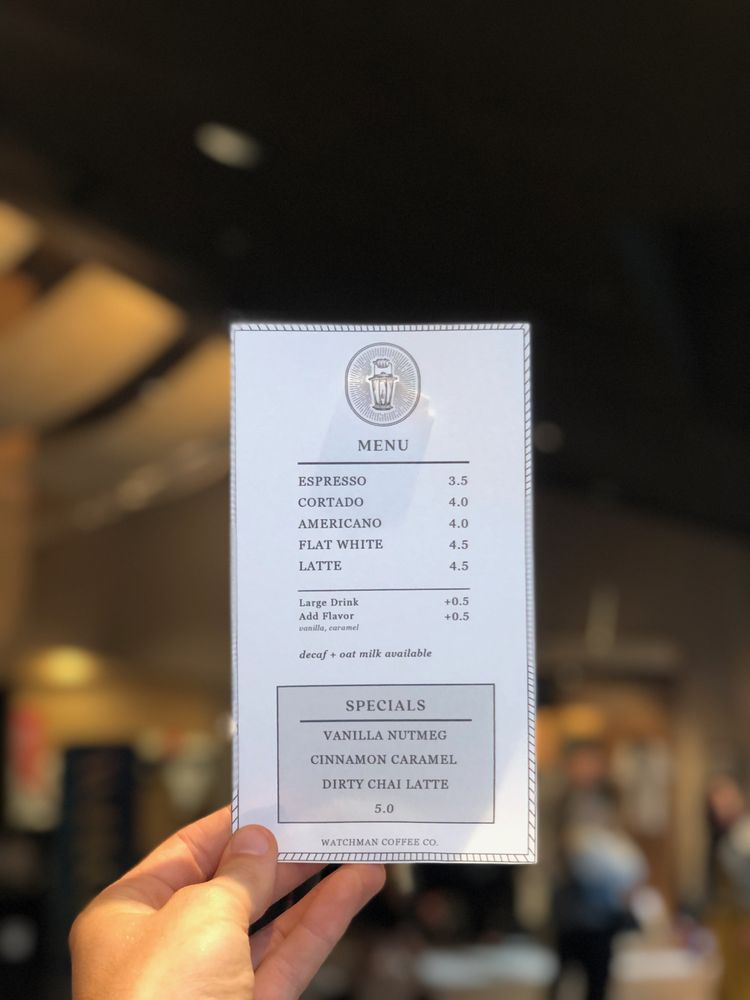 MENU
ESPRESSO 3.5
CORTADO 4.0
AMERICANO 4.0
FLAT WHITE 4.5
LATTE 4.5
Large Drink +0.5
Add Flavor +0.5
vanilla, caramel
decaf + oat milk available
SPECIALS
VANILLA NUTMEG
CINNAMON CARAMEL
DIRTY CHAI LATTE
5.0
WATCHMAN COFFEE CO.